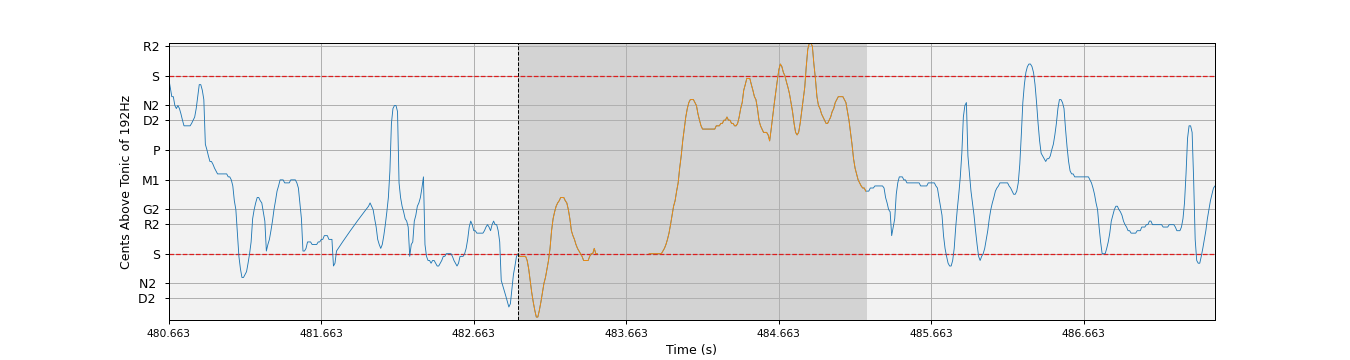 R2
S
N2
D2
P
M1
G2
R2
S
N2
D2
Cents Above Tonic of 192Hz
480.663 481.663 482.663 483.663 484.663 485.663 486.663
Time (s)